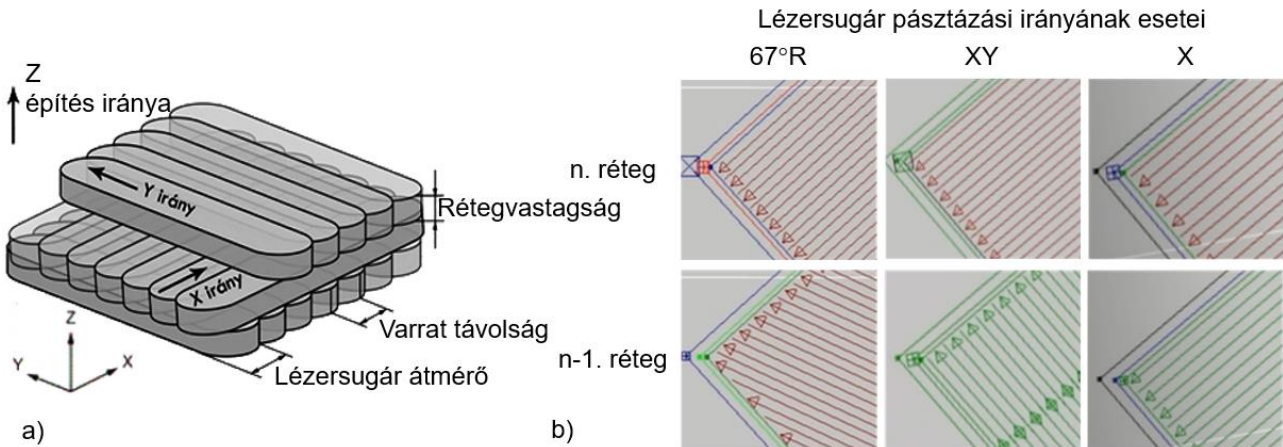 Lézersugár pásztázási irányának esetei
67°R XY X
Z
építés iránya
n. réteg
Y irány
Rétegvastagság
X irány
Varrat távolság
n-1. réteg
Lézersugár átmérő
Z
Y
X
a)
b)